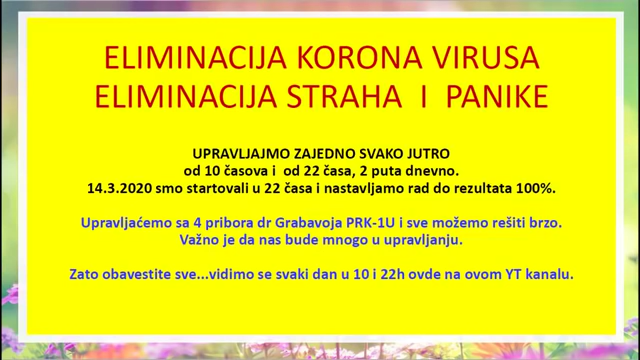 ELIMINACIJA KORONA VIRUSA
ELIMINACIJA STRAHA I PANIKE
UPRAVLJAJMO ZAJEDNO SVAKO JUTRO
od 10 časova i od 22 časa, 2 puta dnevno.
14.3.2020 smo startovali u 22 časa i nastavljamo rad do rezultata 100%.
Upravljaćemo sa 4 pribora dr Grabavoja PRK-1U i sve možemo rešiti brzo.
Važno je da nas bude mnogo u upravljanju.
Zato obavestite sve...vidimo se svaki dan u 10 i 22h ovde na ovom YT kanalu.